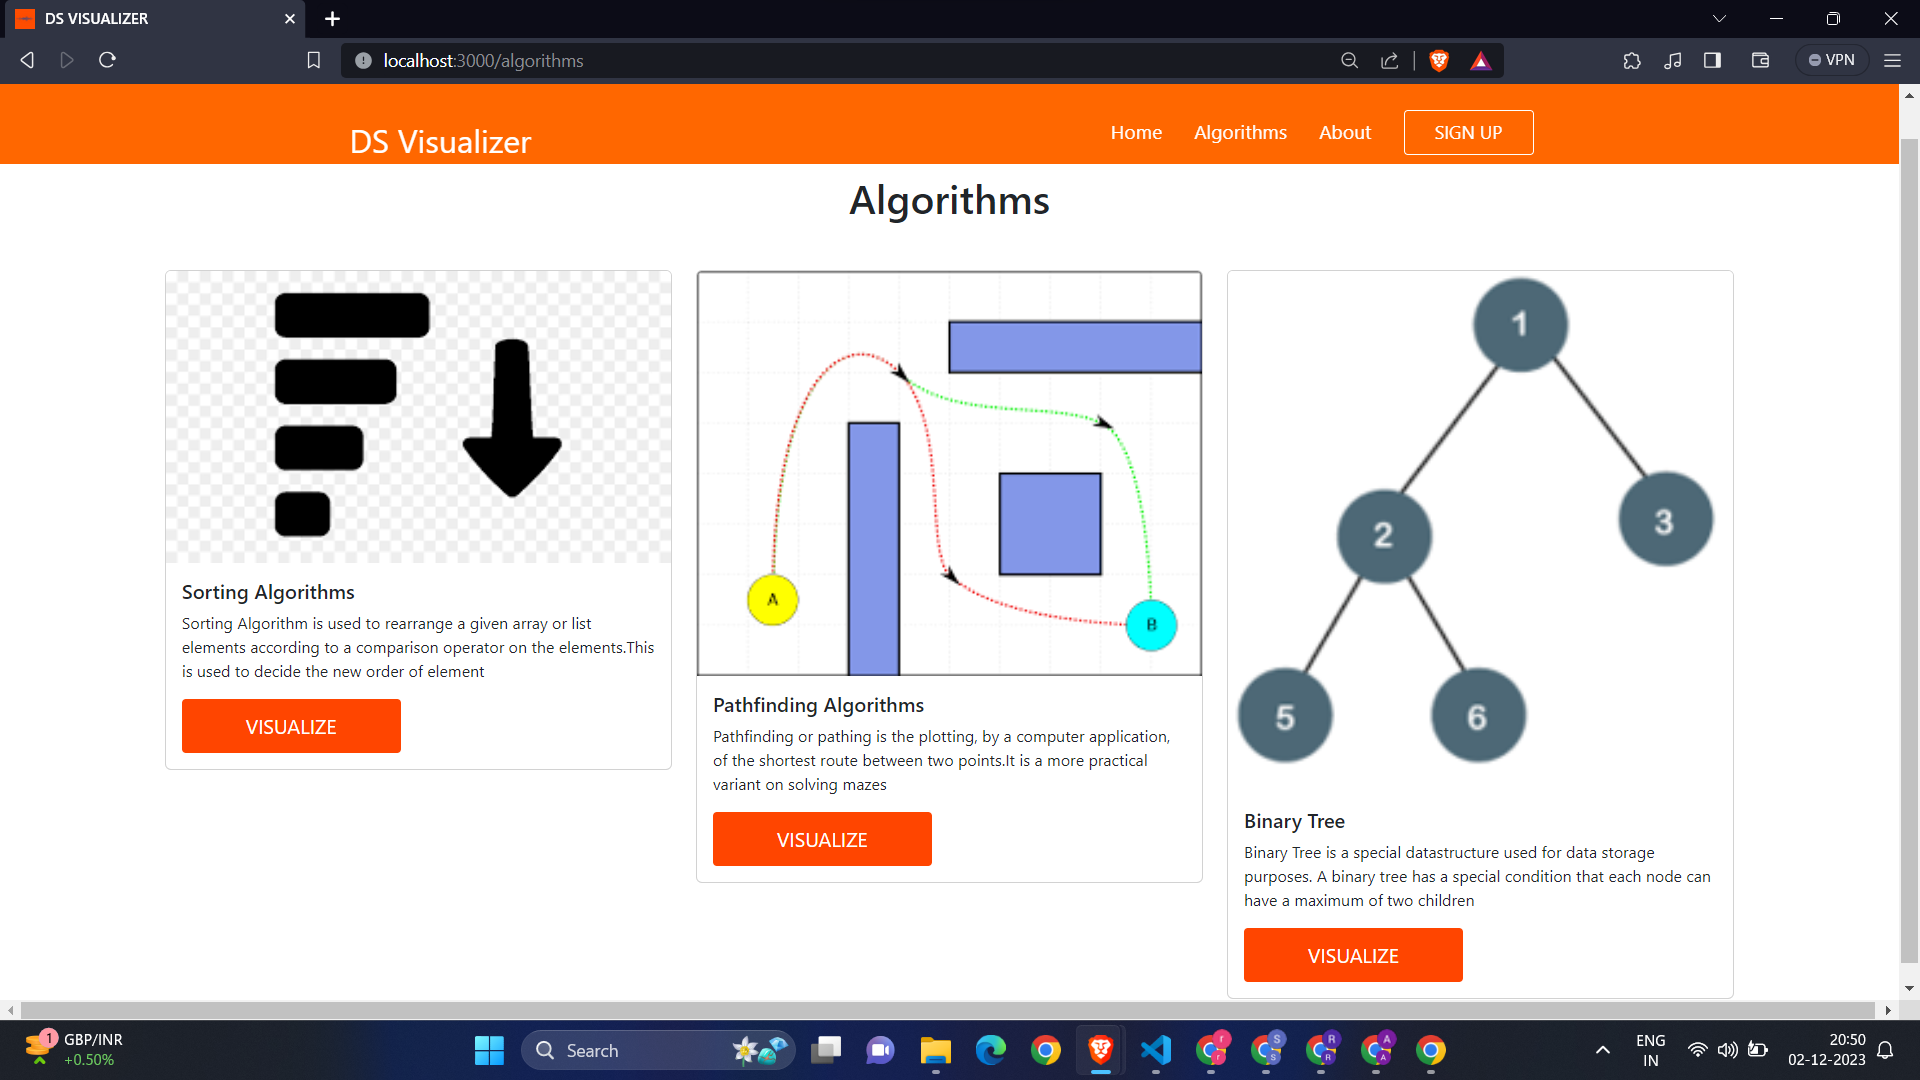 DS VISUALIZER
localhost:3000/algorithms
VPN
DS Visualizer
Home
Algorithms
About
SIGN UP
Algorithms
Sorting Algorithms
Sorting Algorithm is used to rearrange a given array or list
elements according to a comparison operator on the elements.This
is used to decide the new order of element
VISUALIZE
A
B
Pathfinding Algorithms
Pathfinding or pathing is the plotting, by a computer application,
of the shortest route between two points.It is a more practical
variant on solving mazes
VISUALIZE
1
2
3
5
6
Binary Tree
Binary Tree is a special datastructure used for data storage
purposes. A binary tree has a special condition that each node can
have a maximum of two children
VISUALIZE
1
GBP/INR
+0.50%
Search
r
r
S
S
R
R
A
A
ENG
IN
20:50
02-12-2023